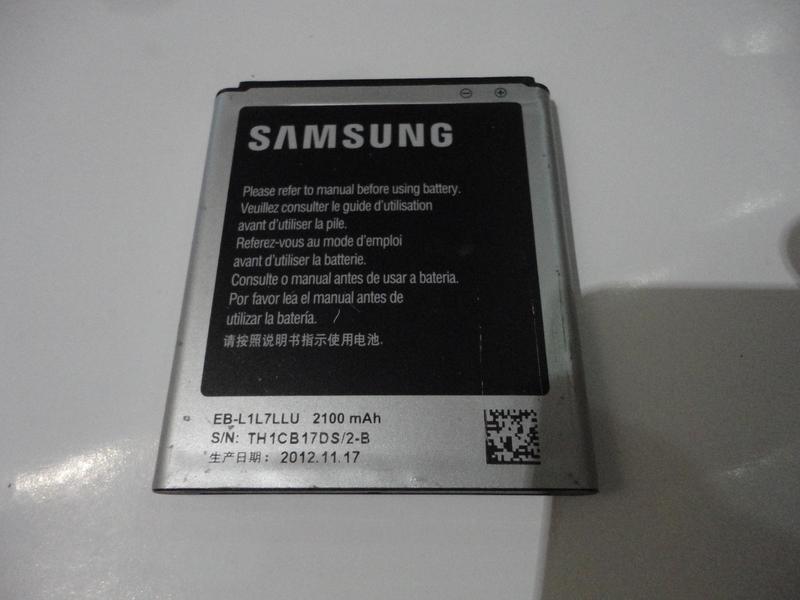 SAMSUNG
Please refer to manual before using battery.
Veuillez consulter le guide d'utilisation
avant d'utiliser la pile.
Referez-vous au mode d'emploi
avant d'utiliser la batterie.
Consulte o manual antes de usar a bateria.
Por favor lea el manual antes de
utilizar la batería.
请按照说明书指示使用电池.
EB-L1L7LLU 2100 mAh
S/N: TH1CB17DS/2-B
生产日期: 2012.11.17